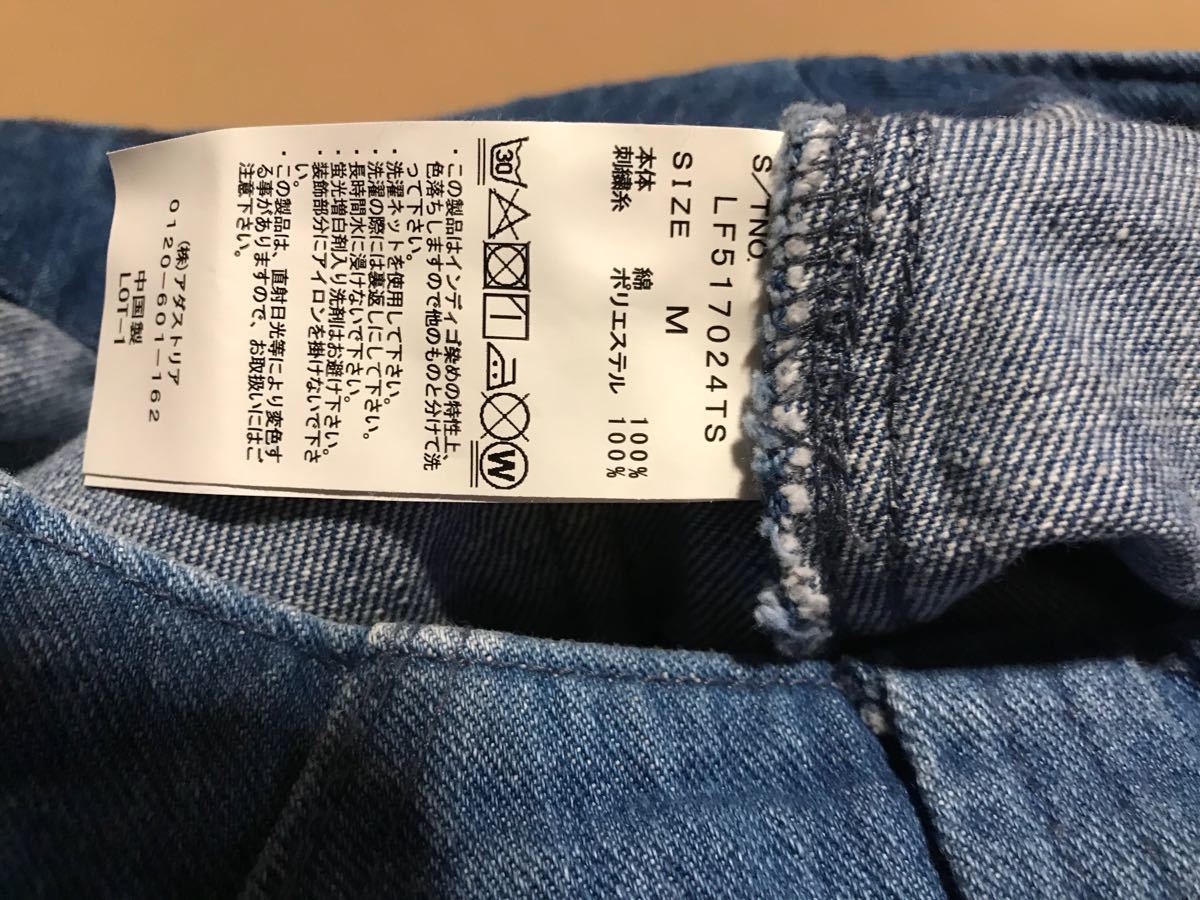 S/TNO.
LF517024TS
SIZE M
本体 綿 100%
刺繍糸 ポリエステル 100%
30
W
・この製品はインディゴ染めの特性上、
色落ちしますので他のものと分けて洗
って下さい。
・洗濯ネットを使用して下さい。
・洗濯の際には裏返しにして下さい。
・長時間水に浸けないで下さい。
・蛍光増白剤入り洗剤はお避け下さい。
・装飾部分にアイロンを掛けないで下さ
い。
・この製品は、直射日光等により変色す
る事がありますので、お取扱いにはご
注意下さい。
(株)アダストリア
0120-601-162
中国製
LOT-1